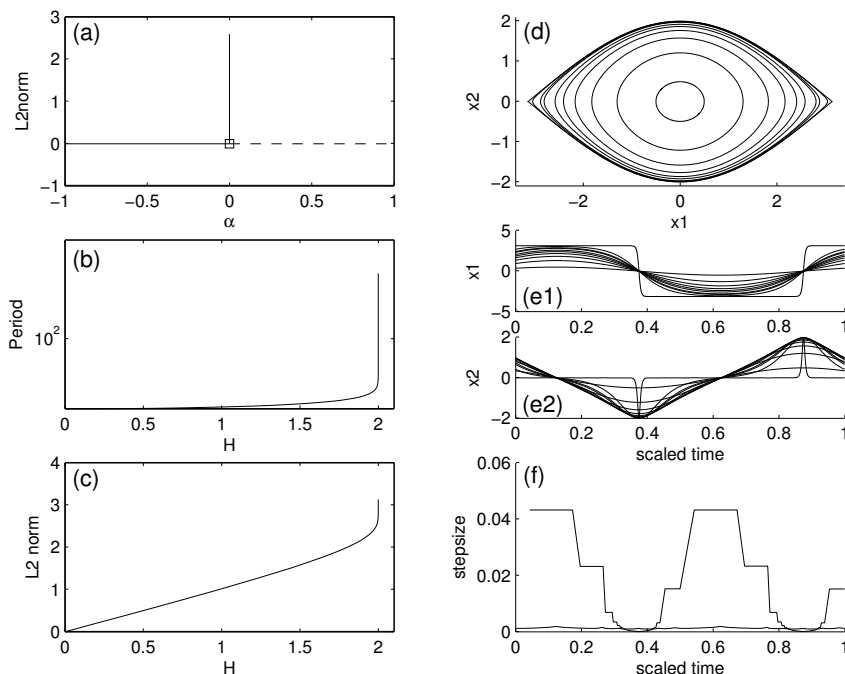 (a)
L2norm
3
2
1
0
−1
−1 −0.5 0 0.5 1
α
(b)
Period
10²
0 0.5 1 1.5 2
H
(c)
L2 norm
4
3
2
1
0
0 0.5 1 1.5 2
H
(d)
x2
2
1
0
−1
−2
−2 0 2
x1
(e1)
x1
5
0
−5
0 0.2 0.4 0.6 0.8 1
(e2)
x2
2
0
−2
0 0.2 0.4 0.6 0.8 1
scaled time
(f)
stepsize
0.06
0.04
0.02
0
0 0.2 0.4 0.6 0.8 1
scaled time